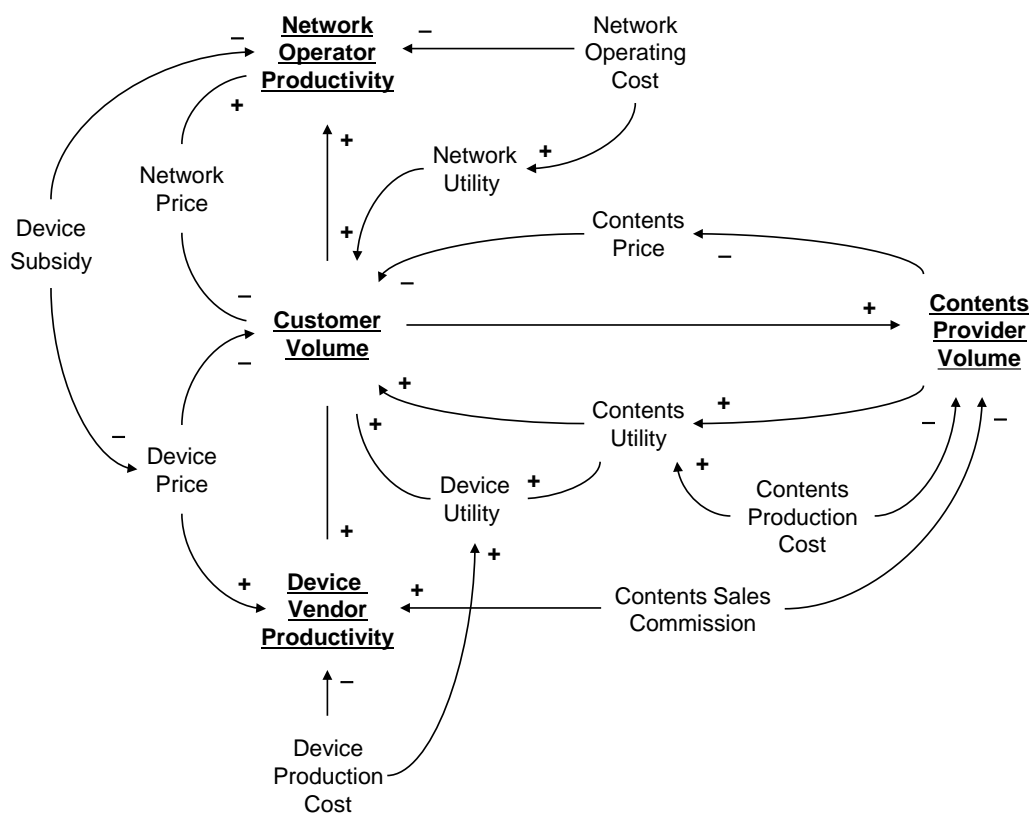 Network
Operator
Productivity
Network
Operating
Cost
–
–
+
+
+
Network
Utility
Network
Price
Device
Subsidy
+
Contents
Price
–
–
–
+
Customer
Volume
Contents
Provider
Volume
–
+
+
+
Contents
Utility
–
–
–
Device
Price
+
Device
Utility
+
Contents
Production
Cost
+
+
+
+
Device
Vendor
Productivity
+
Contents Sales
Commission
–
Device
Production
Cost